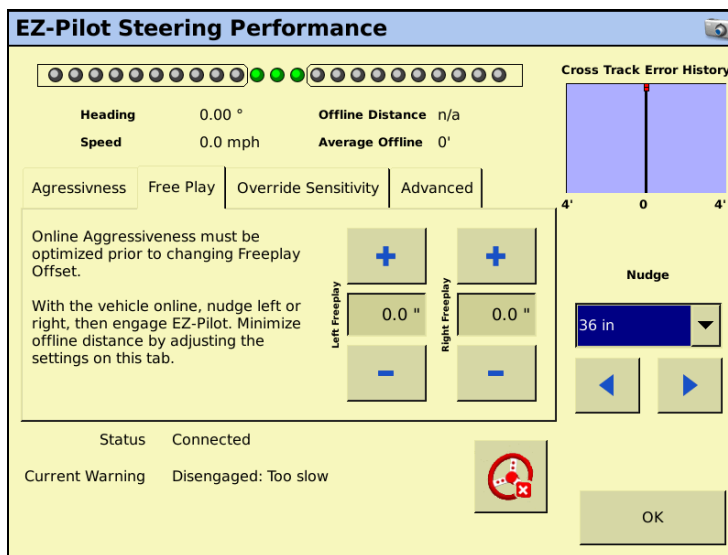 EZ-Pilot Steering Performance
Cross Track Error History
Heading 0.00 ° Offline Distance n/a
Speed 0.0 mph Average Offline 0'
4' 0 4'
Agressivness Free Play Override Sensitivity Advanced
Online Aggressiveness must be
optimized prior to changing Freeplay
Offset.
With the vehicle online, nudge left or
right, then engage EZ-Pilot. Minimize
offline distance by adjusting the
settings on this tab.
+ +
Left Freeplay
0.0 "
Right Freeplay
0.0 "
− −
Nudge
36 in
Status Connected
Current Warning Disengaged: Too slow
OK